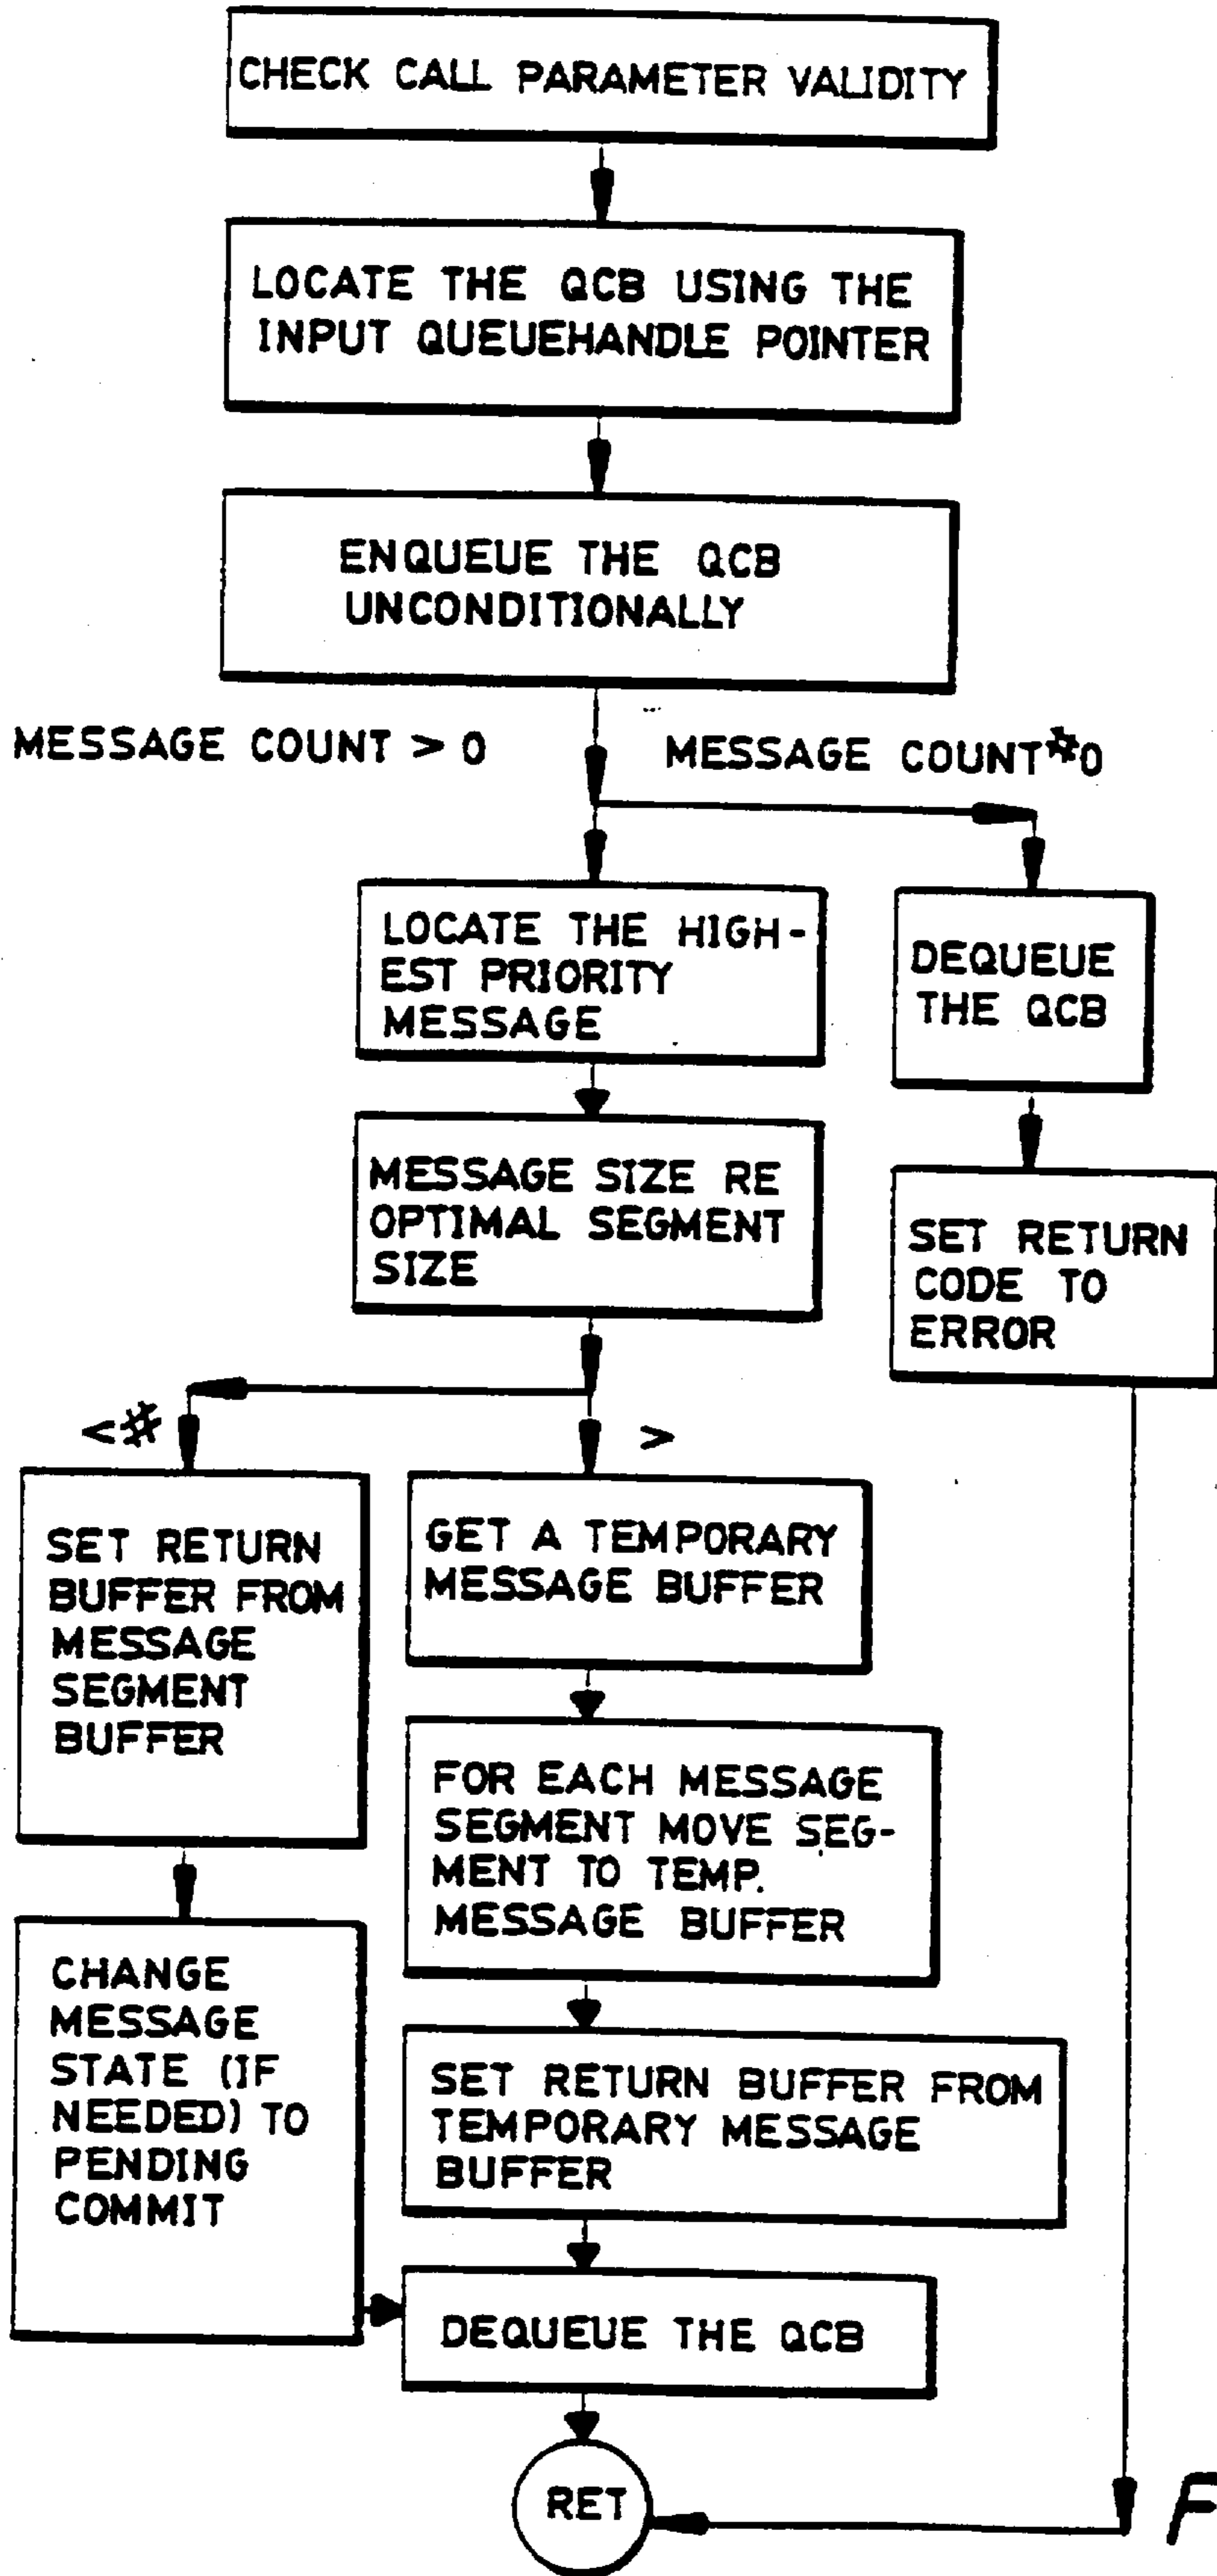 CHECK CALL PARAMETER VALIDITY
LOCATE THE QCB USING THE
INPUT QUEUEHANDLE POINTER
ENQUEUE THE QCB
UNCONDITIONALLY
MESSAGE COUNT > 0
MESSAGE COUNT#0
LOCATE THE HIGH-
EST PRIORITY
MESSAGE
DEQUEUE
THE QCB
MESSAGE SIZE RE
OPTIMAL SEGMENT
SIZE
SET RETURN
CODE TO
ERROR
<#
>
SET RETURN
BUFFER FROM
MESSAGE
SEGMENT
BUFFER
GET A TEMPORARY
MESSAGE BUFFER
FOR EACH MESSAGE
SEGMENT MOVE SEG-
MENT TO TEMP.
MESSAGE BUFFER
CHANGE
MESSAGE
STATE (IF
NEEDED) TO
PENDING
COMMIT
SET RETURN BUFFER FROM
TEMPORARY MESSAGE
BUFFER
DEQUEUE THE QCB
RET
F